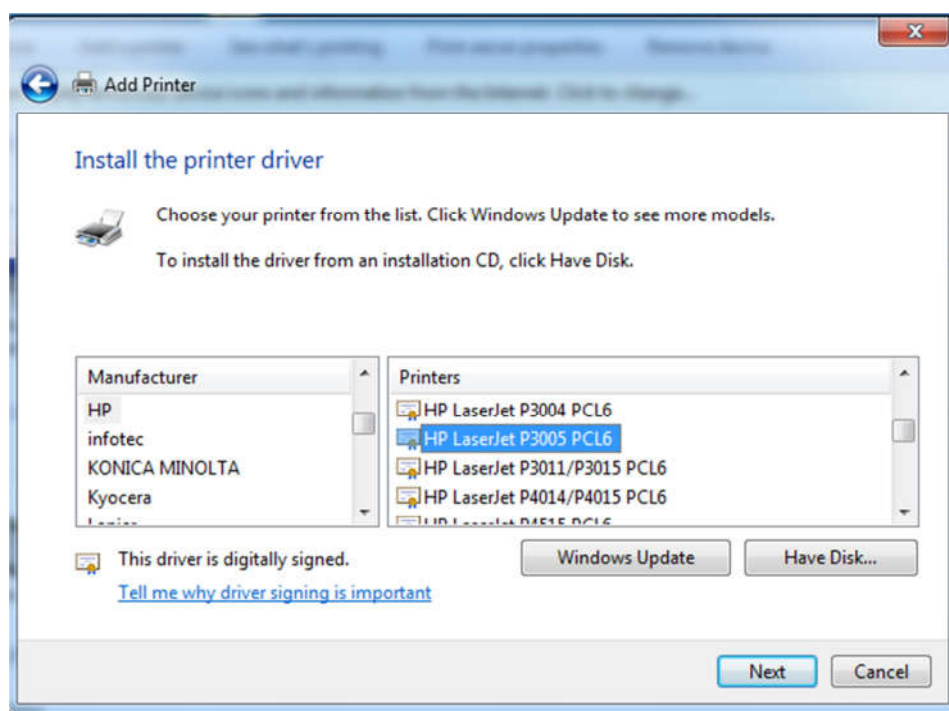 Add Printer
Install the printer driver
Choose your printer from the list. Click Windows Update to see more models.
To install the driver from an installation CD, click Have Disk.
Manufacturer
HP
infotec
KONICA MINOLTA
Kyocera
Printers
HP LaserJet P3004 PCL6
HP LaserJet P3005 PCL6
HP LaserJet P3011/P3015 PCL6
HP LaserJet P4014/P4015 PCL6
This driver is digitally signed.
Tell me why driver signing is important
Windows Update
Have Disk...
Next
Cancel